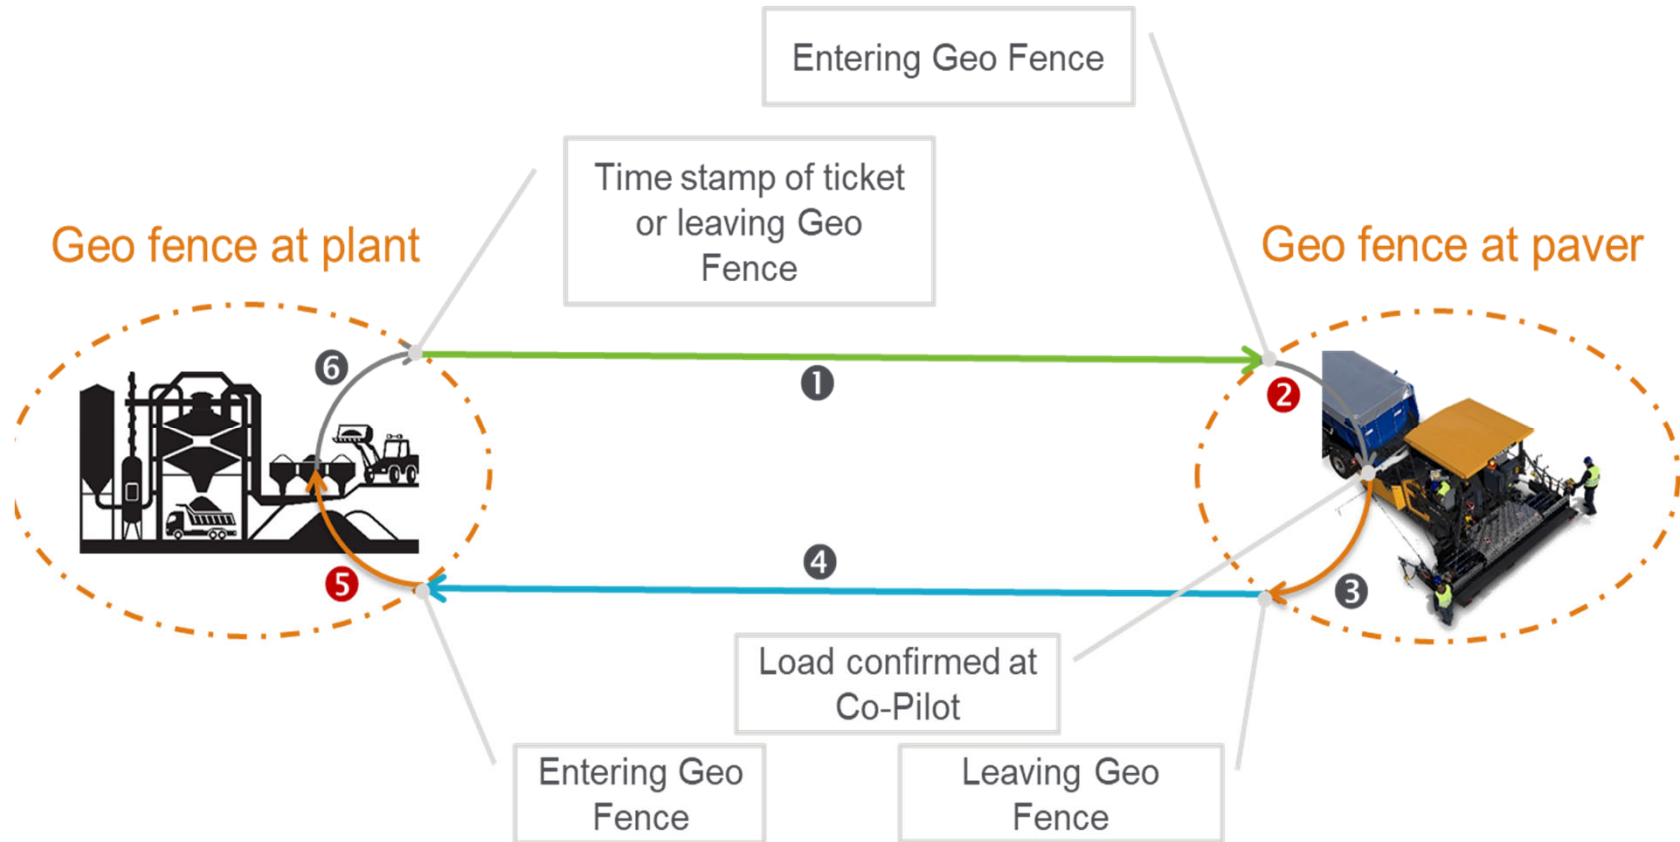 Entering Geo Fence
Time stamp of ticket
or leaving Geo
Fence
Geo fence at plant
Geo fence at paver
6
1
2
4
5
3
Load confirmed at
Co-Pilot
Entering Geo
Fence
Leaving Geo
Fence